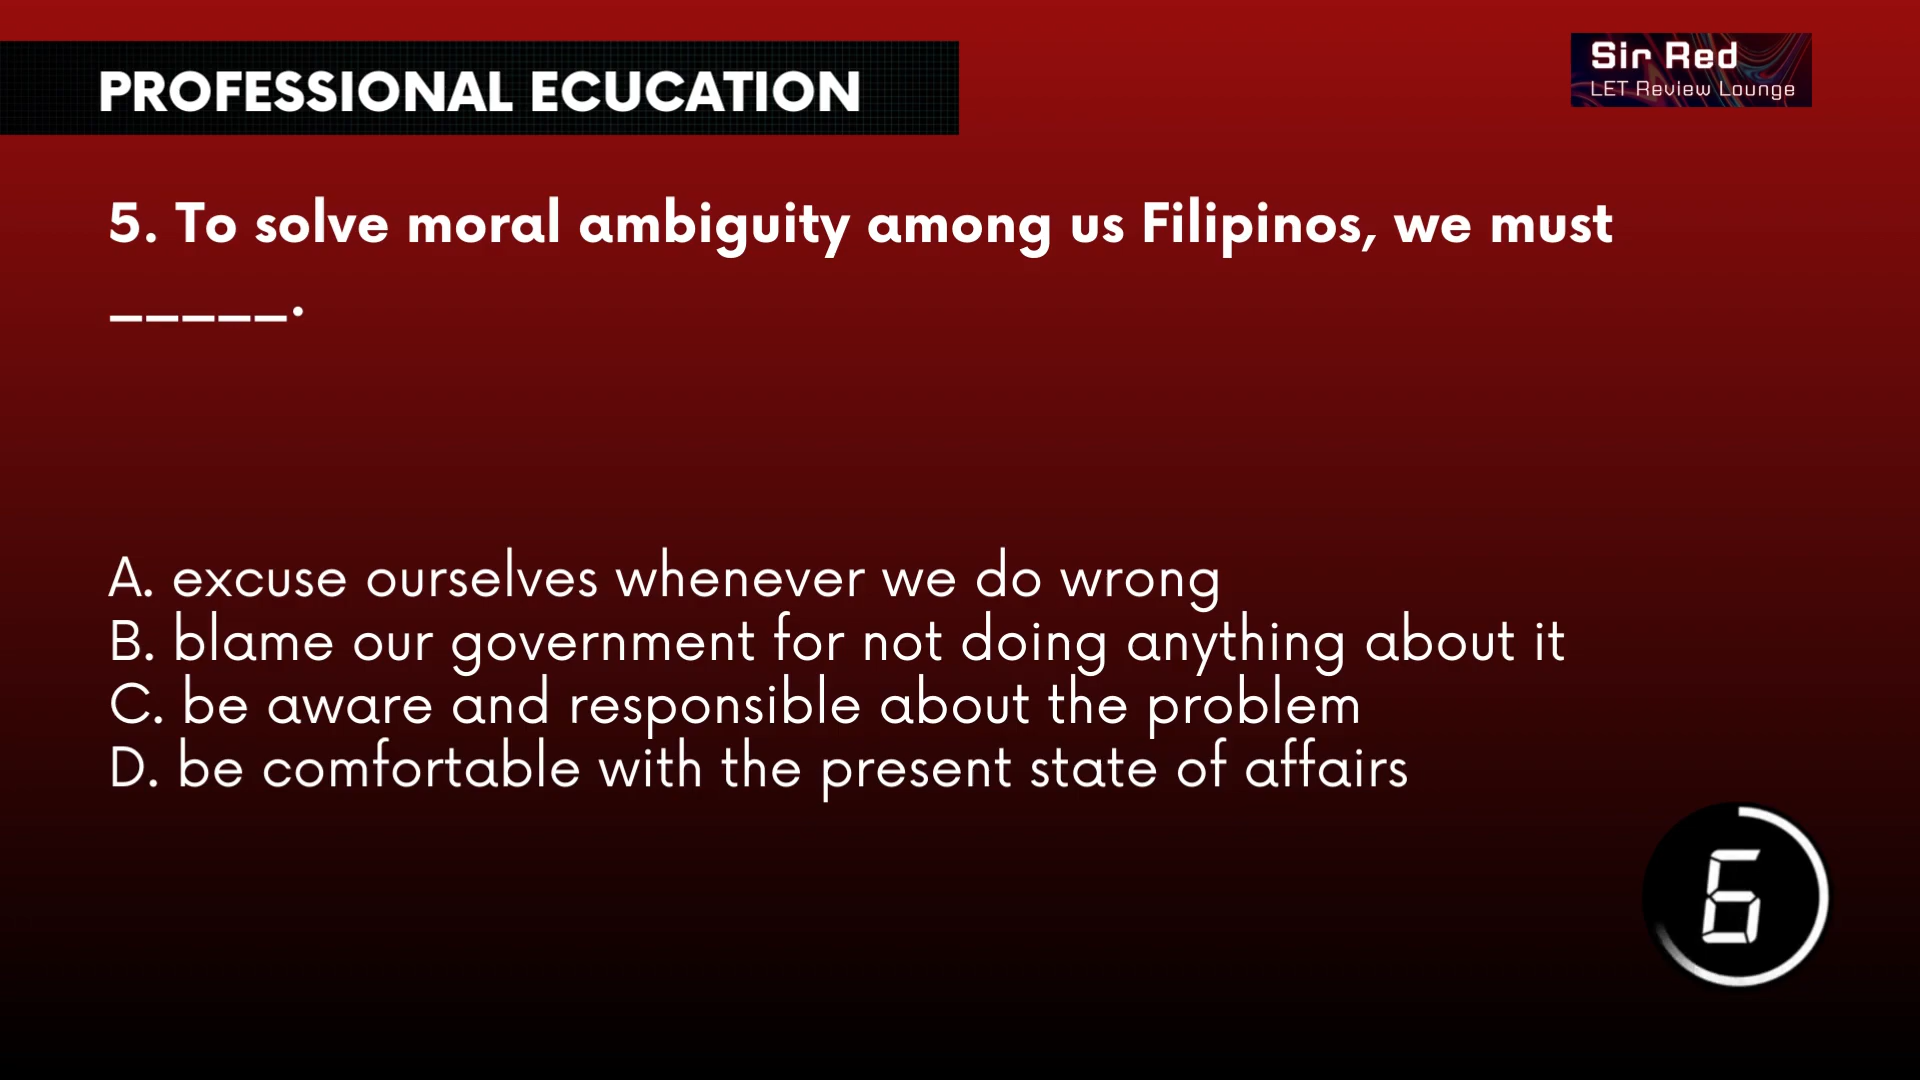 PROFESSIONAL ECUCATION
Sir Red
LET Review Lounge
5. To solve moral ambiguity among us Filipinos, we must
_____.
A. excuse ourselves whenever we do wrong
B. blame our government for not doing anything about it
C. be aware and responsible about the problem
D. be comfortable with the present state of affairs
6